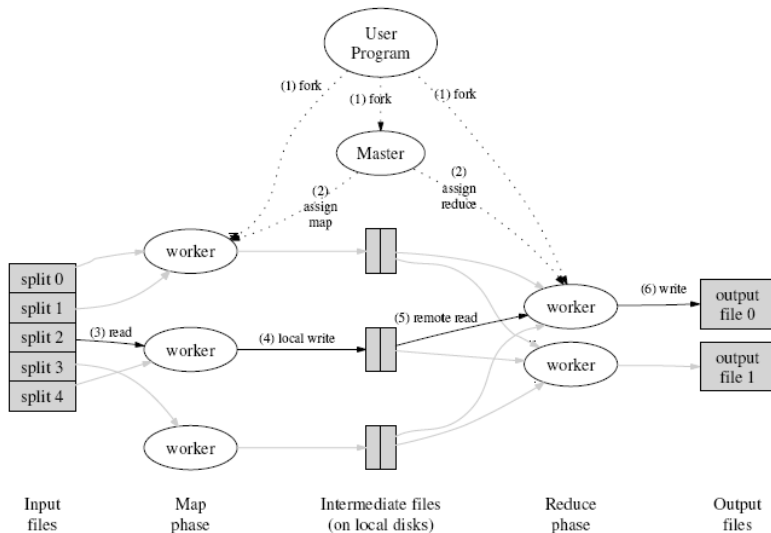 User
Program
(1) fork
(1) fork
(1) fork
Master
(2)
assign
map
(2)
assign
reduce
worker
split 0
split 1
split 2
split 3
split 4
(3) read
worker
(4) local write
(5) remote read
worker
(6) write
output
file 0
worker
output
file 1
worker
Input
files
Map
phase
Intermediate files
(on local disks)
Reduce
phase
Output
files